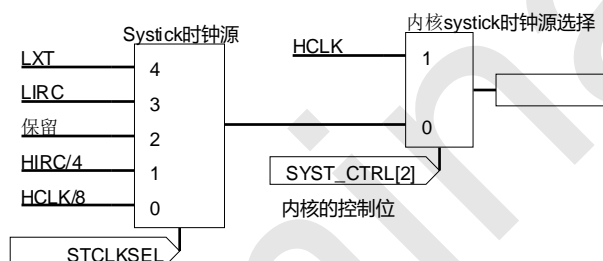 Systick时钟源
内核systick时钟源选择
LXT
4
LIRC
3
保留
2
HIRC/4
1
HCLK/8
0
STCLKSEL
HCLK
1
0
SYST_CTRL[2]
内核的控制位